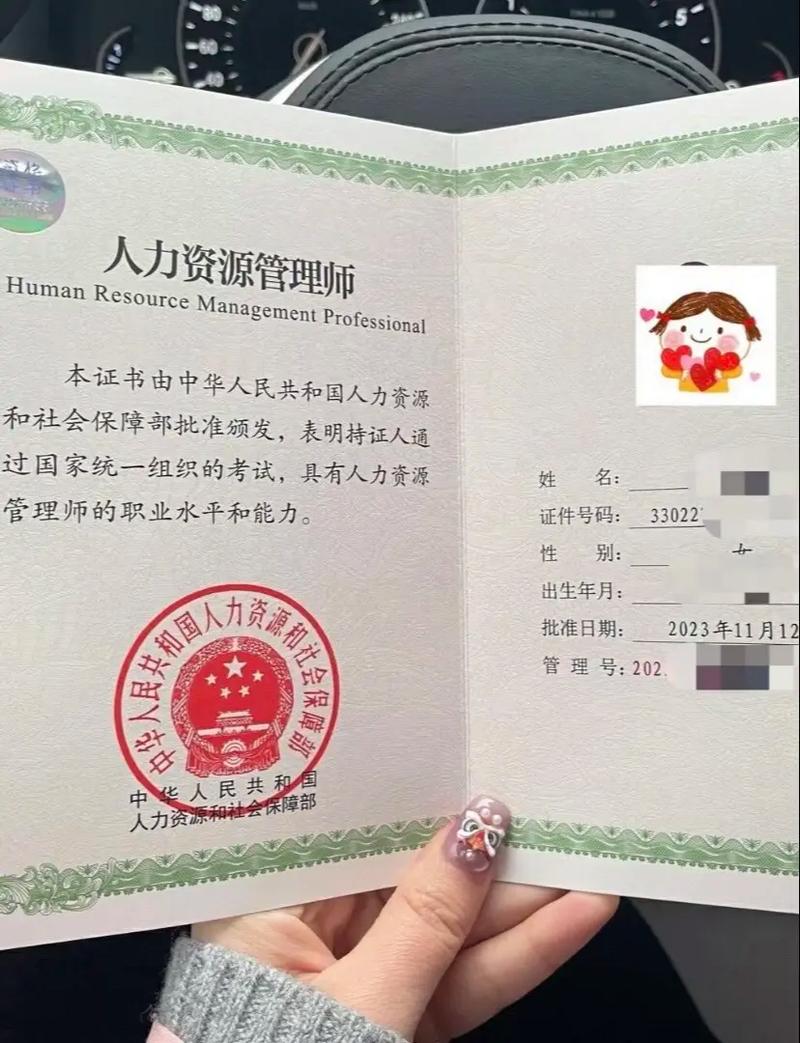 80
60
40
5
人力资源管理师
Human Resource Management Professional
本证书由中华人民共和国人力资源
和社会保障部批准颁发，表明持证人通
过国家统一组织的考试，具有人力资源
管理师的职业水平和能力。
中华人民共和国人力资源和社会保障部
中华人民共和国
人力资源和社会保障部
姓 名：
证件号码： 33022
性 别： 女
出生年月：
批准日期： 2023年11月12
管 理 号：202